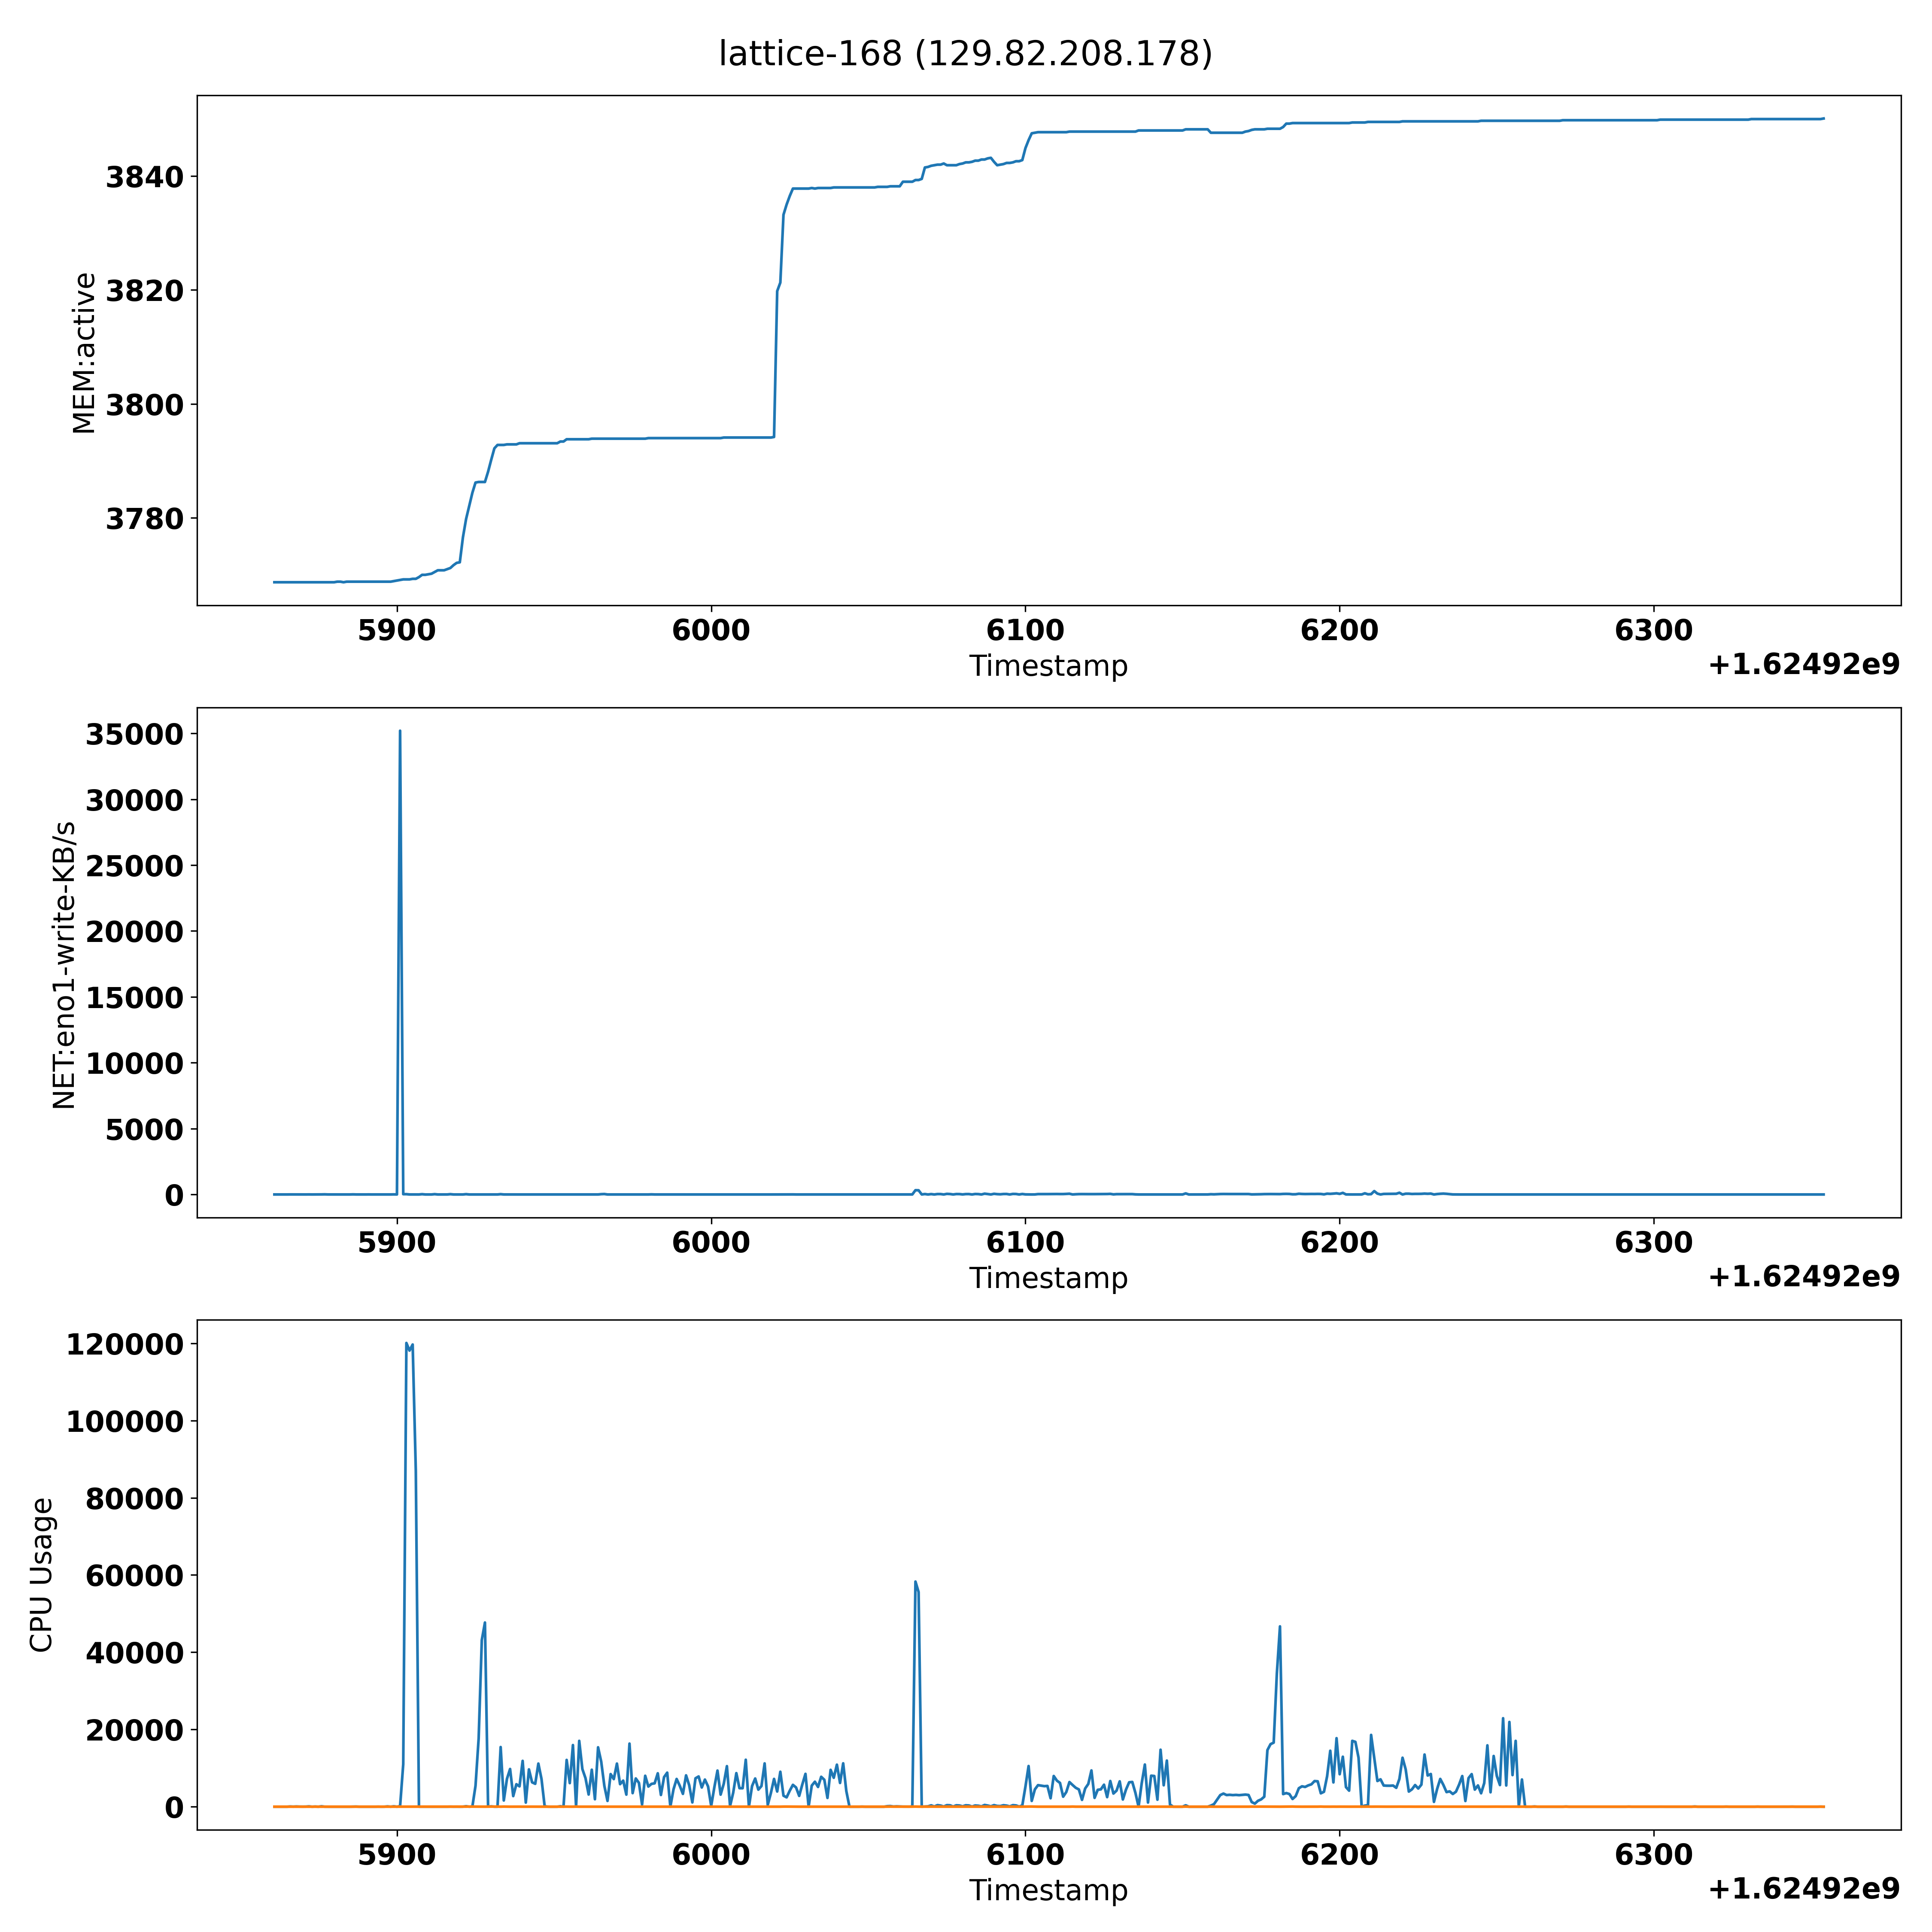 lattice-168 (129.82.208.178)
MEM:active
3840
3820
3800
3780
5900 6000 6100 6200 6300
Timestamp
+1.62492e9
NET:eno1-write-KB/s
35000
30000
25000
20000
15000
10000
5000
0
5900 6000 6100 6200 6300
Timestamp
+1.62492e9
CPU Usage
120000
100000
80000
60000
40000
20000
0
5900 6000 6100 6200 6300
Timestamp
+1.62492e9